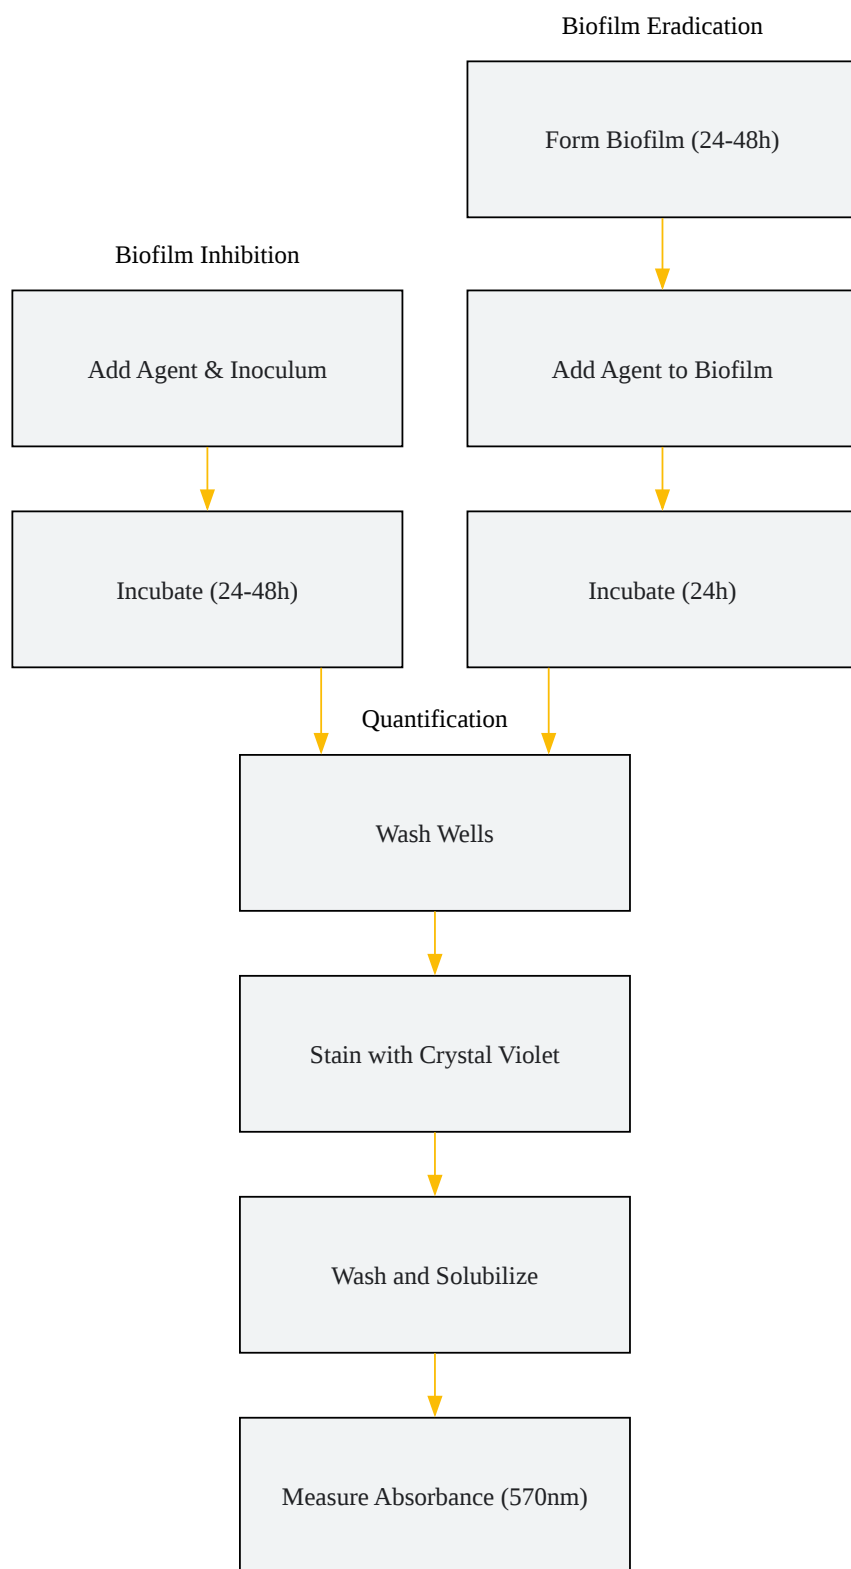 Biofilm Eradication
Form Biofilm (24-48h)
Biofilm Inhibition
Add Agent & Inoculum
Add Agent to Biofilm
Incubate (24-48h)
Incubate (24h)
Quantification
Wash Wells
Stain with Crystal Violet
Wash and Solubilize
Measure Absorbance (570nm)